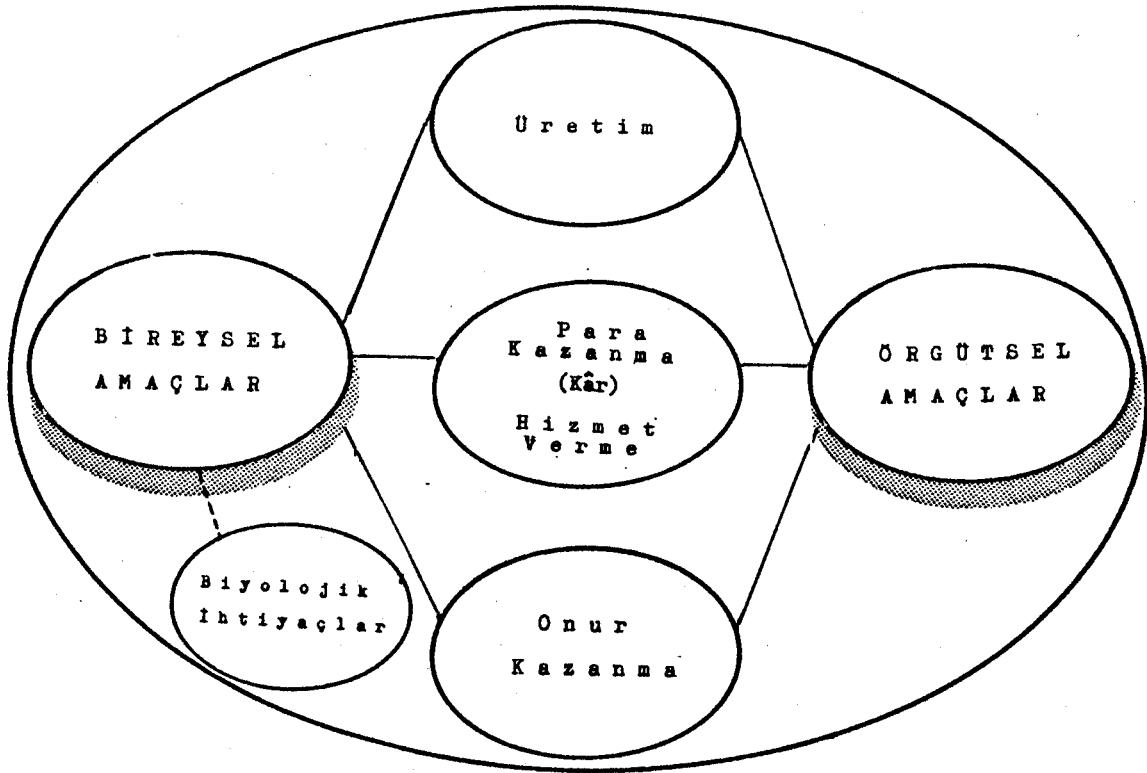 Üretim
BİREYSEL
AMAÇLAR
Para
Kazanma
(Kâr)
Hizmet
Verme
ÖRGÜTSEL
AMAÇLAR
Biyolojik
İhtiyaçlar
Onur
Kazanma